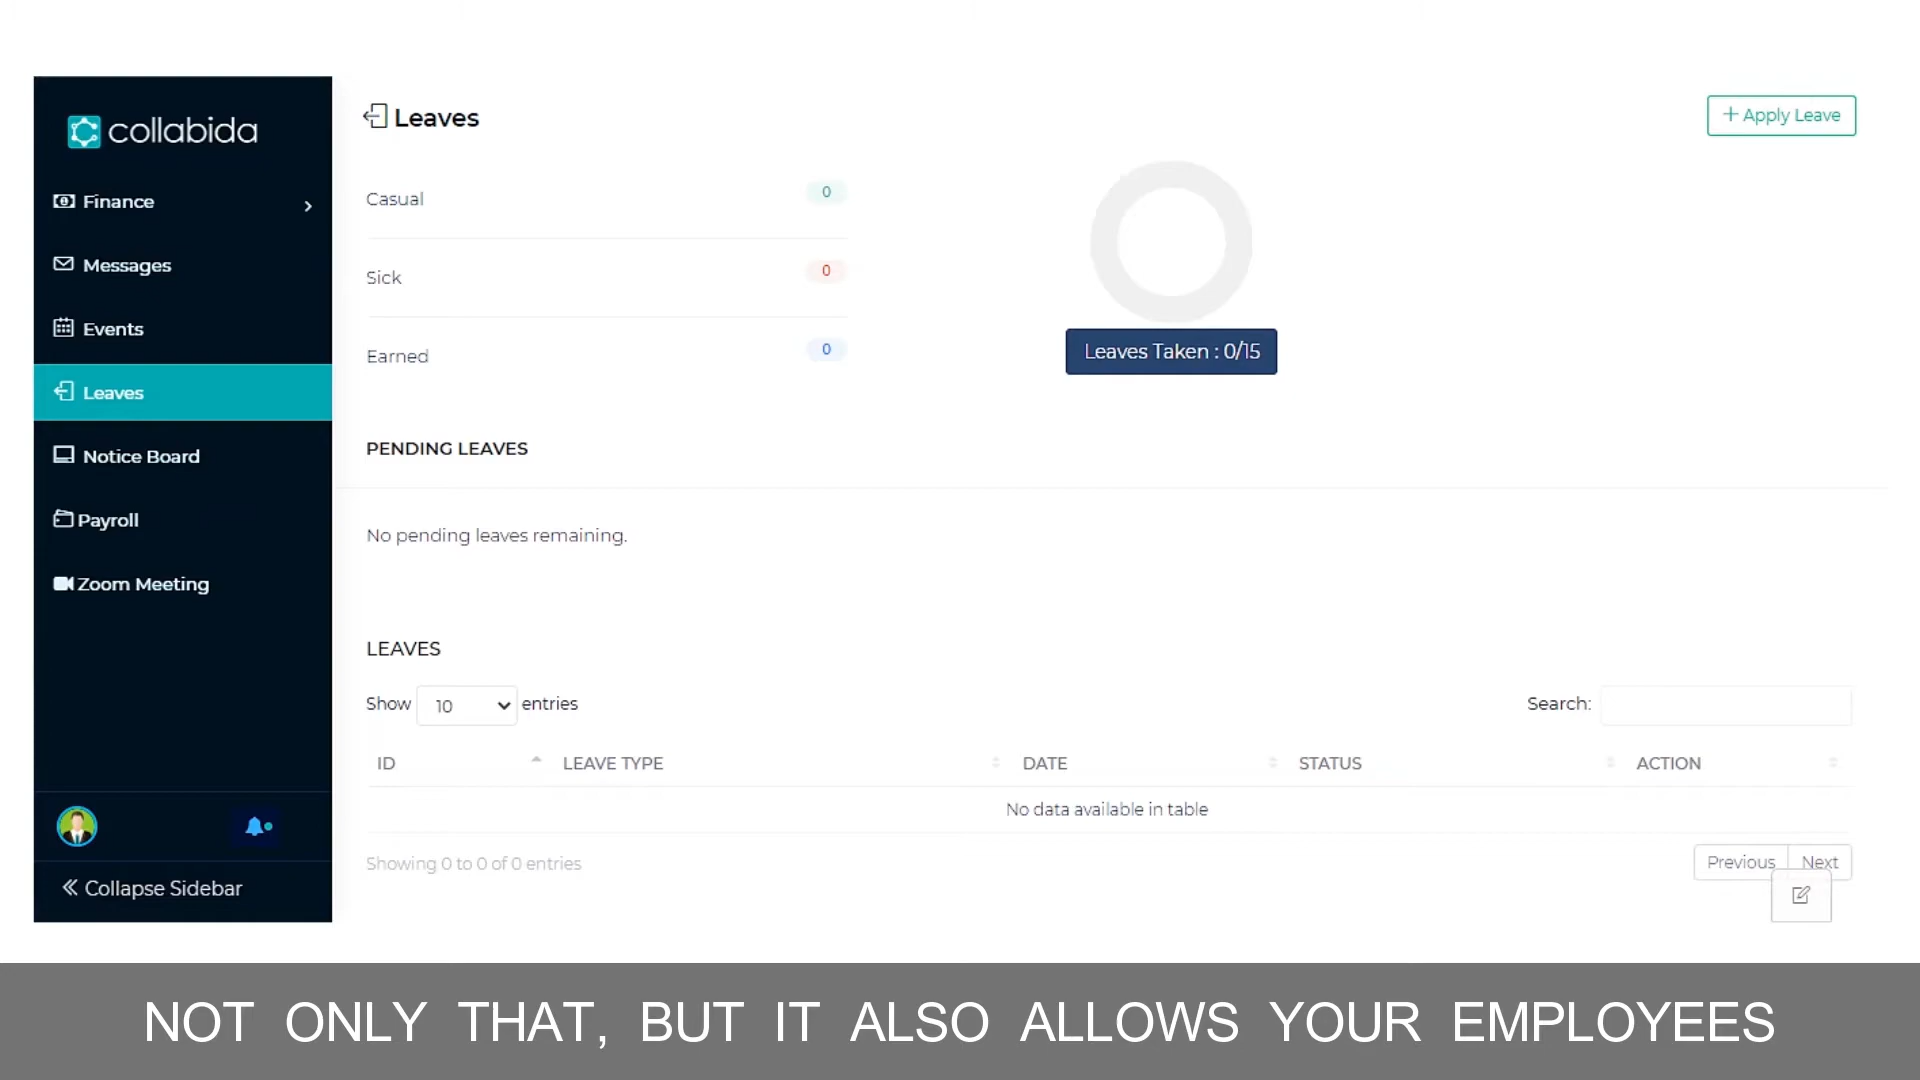 collabida
Finance
Messages
Events
Leaves
Notice Board
Payroll
Zoom Meeting
Collapse Sidebar
Leaves
+ Apply Leave
Casual 0
Sick 0
Earned 0
Leaves Taken : 0/15
PENDING LEAVES
No pending leaves remaining.
LEAVES
Show 10 entries Search:
ID LEAVE TYPE DATE STATUS ACTION
No data available in table
Showing 0 to 0 of 0 entries Previous Next
NOT ONLY THAT, BUT IT ALSO ALLOWS YOUR EMPLOYEES